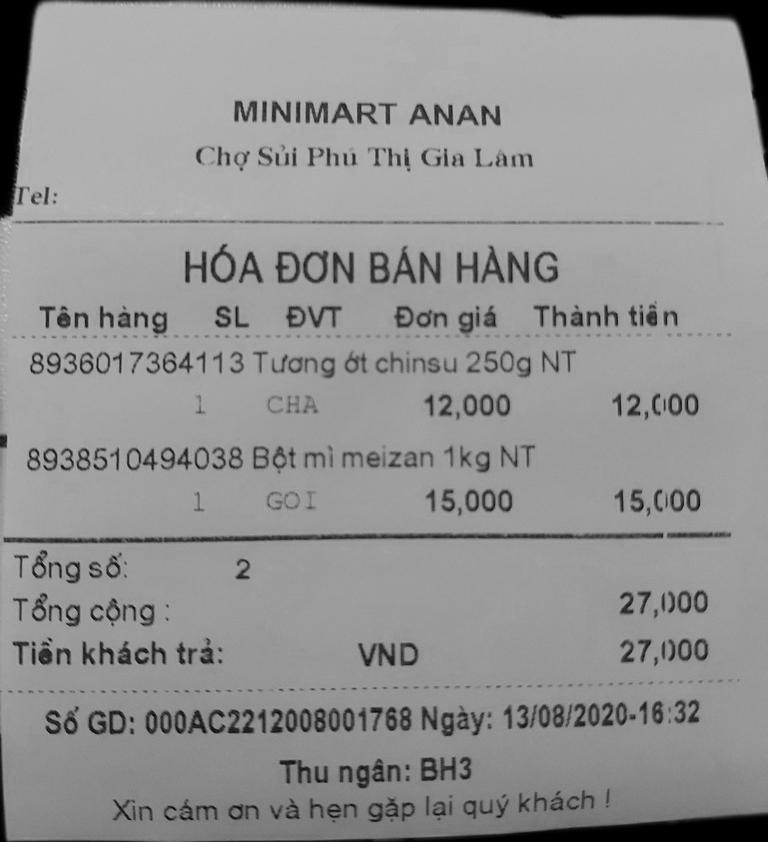 MINIMART ANAN
Chợ Sủi Phú Thị Gia Lâm
Tel:
HÓA ĐƠN BÁN HÀNG
Tên hàng SL ĐVT Đơn giá Thành tiền
8936017364113 Tương ớt chinsu 250g NT
1 CHA 12,000 12,000
8938510494038 Bột mì meizan 1kg NT
1 GOI 15,000 15,000
Tổng số: 2
Tổng cộng : 27,000
Tiền khách trả: VND 27,000
Số GD: 000AC2212008001768 Ngày: 13/08/2020-16:32
Thu ngân: BH3
Xin cám ơn và hẹn gặp lại quý khách !